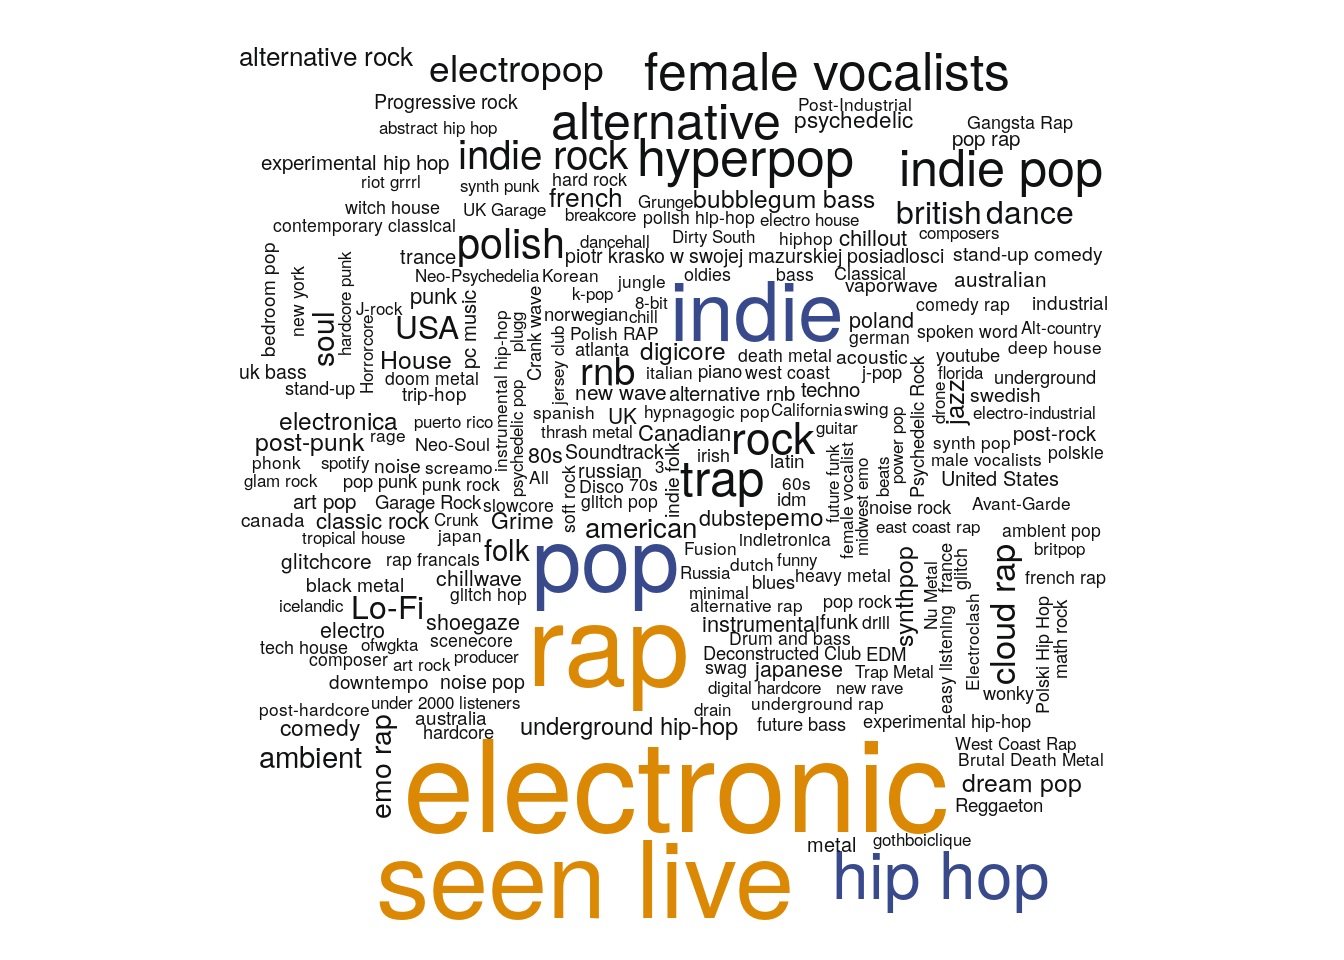 alternative rock
electropop
female vocalists
Progressive rock
abstract hip hop
alternative
Post-Industrial
psychedelic
Gangsta Rap
pop rap
experimental hip hop
indie rock
hyperpop
indie pop
riot grrrl
synth punk
hard rock
witch house
UK Garage
french
breakcore
Grunge
bubblegum bass
polish hip-hop
electro house
british
dance
contemporary classical
polish
dancehall
Dirty South
hiphop
chillout
composers
trance
piotr krasko w swojej mazurskiej posiadlosci
stand-up comedy
bedroom pop
new york
hardcore punk
Neo-Psychedelia
Korean
jungle
oldies
bass
Classical
vaporwave
australian
soul
J-rock
punk
pc music
k-pop
8-bit
indie
comedy rap
industrial
Horrorcore
USA
instrumental hip-hop
plugg
Crank wave
norwegian
chill
Polish RAP
poland
german
spoken word
Alt-country
House
jersey club
atlanta
digicore
death metal
acoustic
youtube
deep house
uk bass
doom metal
rnb
italian
piano
west coast
j-pop
florida
underground
stand-up
trip-hop
new wave
alternative rnb
techno
Psychedelic Rock
drone
jazz
swedish
electronica
puerto rico
psychedelic pop
spanish
UK
hypnagogic pop
California
swing
electro-industrial
post-punk
rage
Neo-Soul
thrash metal
Canadian
rock
guitar
power pop
synth pop
post-rock
phonk
spotify
noise
screamo
80s
Soundtrack
irish
latin
beats
male vocalists
polskie
glam rock
pop punk
punk rock
All
russian
indie folk
3
trap
60s
future funk
female vocalist
midwest emo
United States
Disco
70s
art pop
Garage Rock
slowcore
soft rock
glitch pop
idm
noise rock
Avant-Garde
canada
classic rock
Crunk
Grime
american
dubstep
emo
east coast rap
ambient pop
tropical house
japan
indietronica
glitchcore
rap francais
folk
pop
Fusion
dutch
funny
synthpop
france
glitch
cloud rap
britpop
black metal
chillwave
Russia
blues
heavy metal
Nu Metal
french rap
glitch hop
minimal
icelandic
Lo-Fi
alternative rap
pop rock
electro
shoegaze
rap
instrumental
funk
drill
easy listening
Electroclash
Polski Hip Hop
math rock
tech house
ofwgkta
scenecore
Drum and bass
composer
art rock
producer
Deconstructed Club
EDM
swag
japanese
Trap Metal
downtempo
noise pop
digital hardcore
new rave
wonky
post-hardcore
under 2000 listeners
drain
underground rap
comedy
emo rap
australia
hardcore
underground hip-hop
future bass
experimental hip-hop
ambient
electronic
West Coast Rap
Brutal Death Metal
dream pop
Reggaeton
seen live
metal
gothboiclique
hip hop